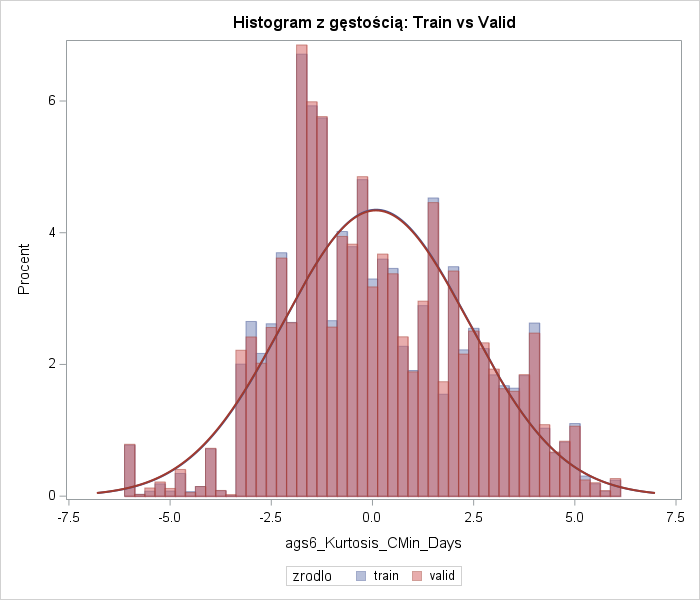 Histogram z gęstością: Train vs Valid
Procent
6
4
2
0
-7.5 -5.0 -2.5 0.0 2.5 5.0 7.5
ags6_Kurtosis_CMin_Days
zrodlo train valid